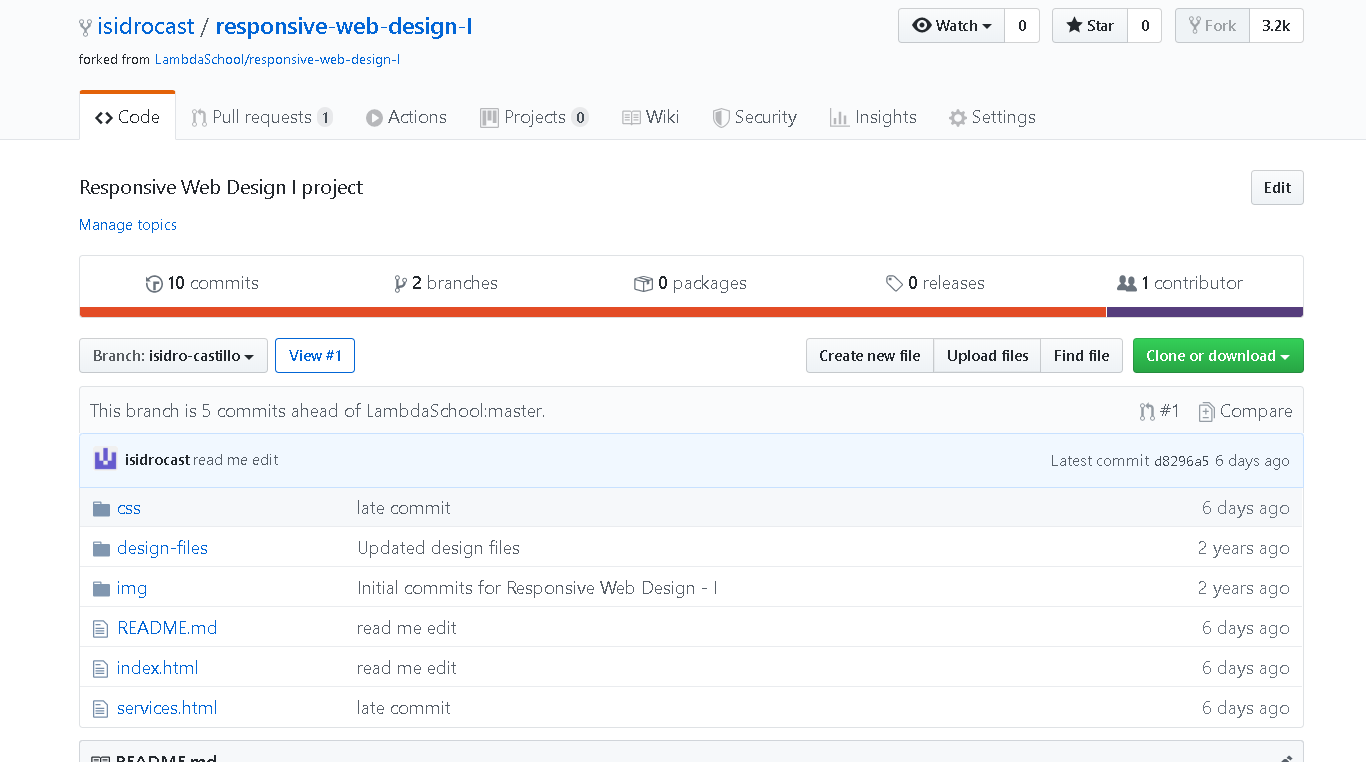 isidrocast / responsive-web-design-I Watch 0 Star 0 Fork 3.2k
forked from LambdaSchool/responsive-web-design-I
Code Pull requests 1 Actions Projects 0 Wiki Security Insights Settings
Responsive Web Design I project Edit
Manage topics
10 commits 2 branches 0 packages 0 releases 1 contributor
Branch: isidro-castillo View #1 Create new file Upload files Find file Clone or download
This branch is 5 commits ahead of LambdaSchool:master. #1 Compare
isidrocast read me edit Latest commit d8296a5 6 days ago
css late commit 6 days ago
design-files Updated design files 2 years ago
img Initial commits for Responsive Web Design - I 2 years ago
README.md read me edit 6 days ago
index.html read me edit 6 days ago
services.html late commit 6 days ago
README.md